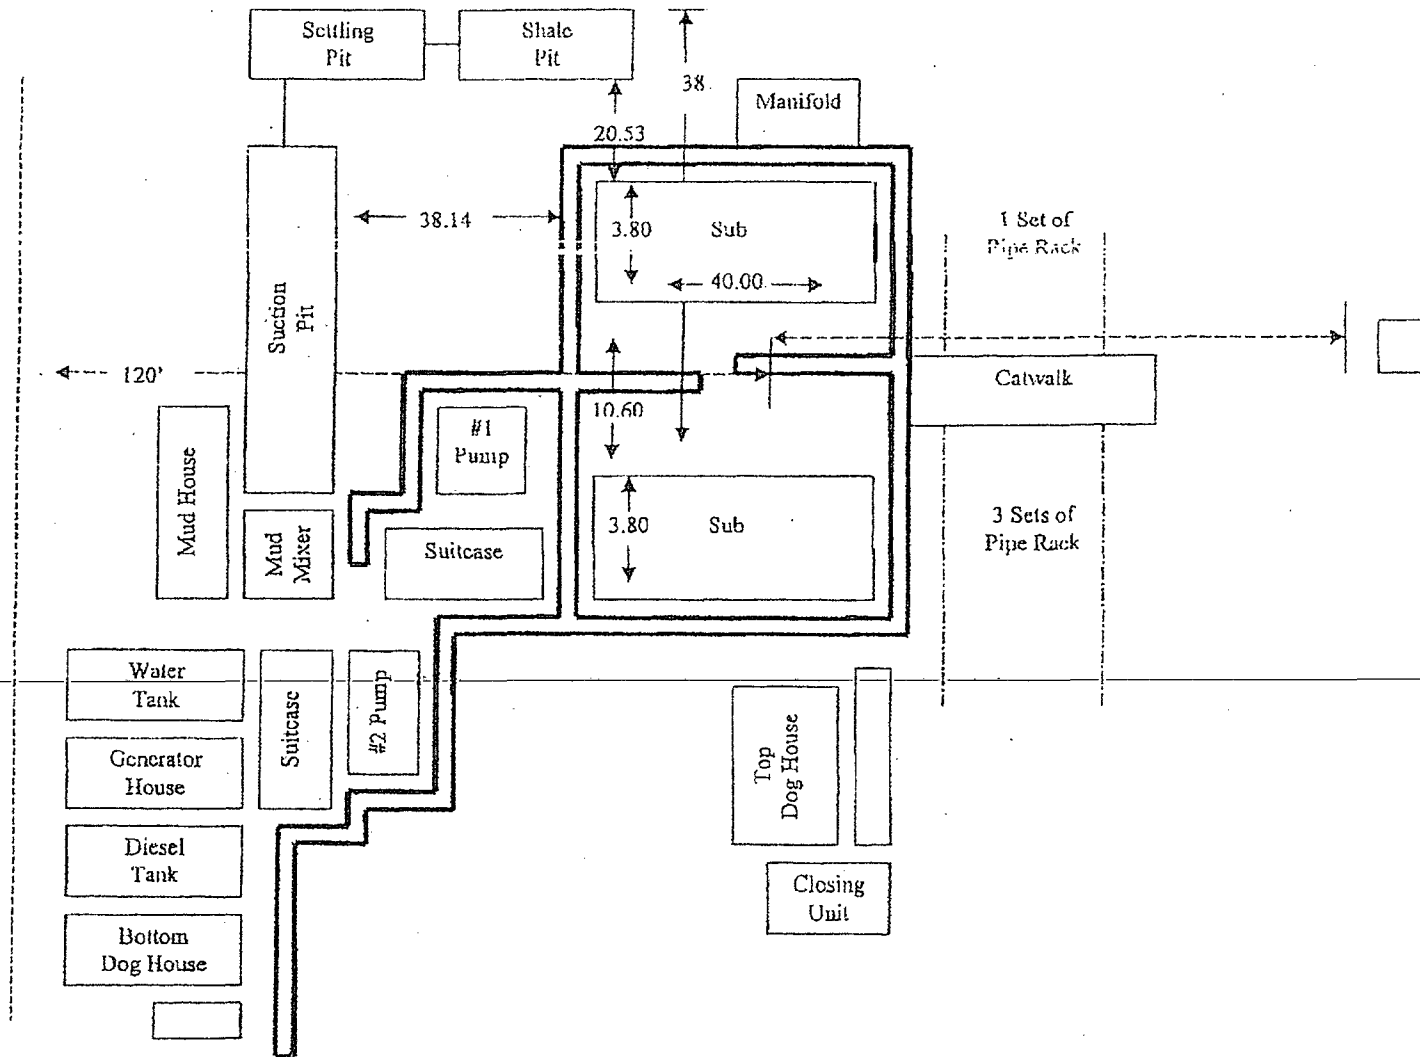 Settling
Pit
Shale
Pit
38
Manifold
20.53
38.14
3.80
Sub
40.00
1 Set of
Pipe Rack
Suction
Pit
120'
Catwalk
10.60
#1
Pump
Mud House
Mud
Mixer
Suitcase
3.80
Sub
3 Sets of
Pipe Rack
Water
Tank
Suitcase
#2 Pump
Generator
House
Top
Dog House
Diesel
Tank
Closing
Unit
Bottom
Dog House